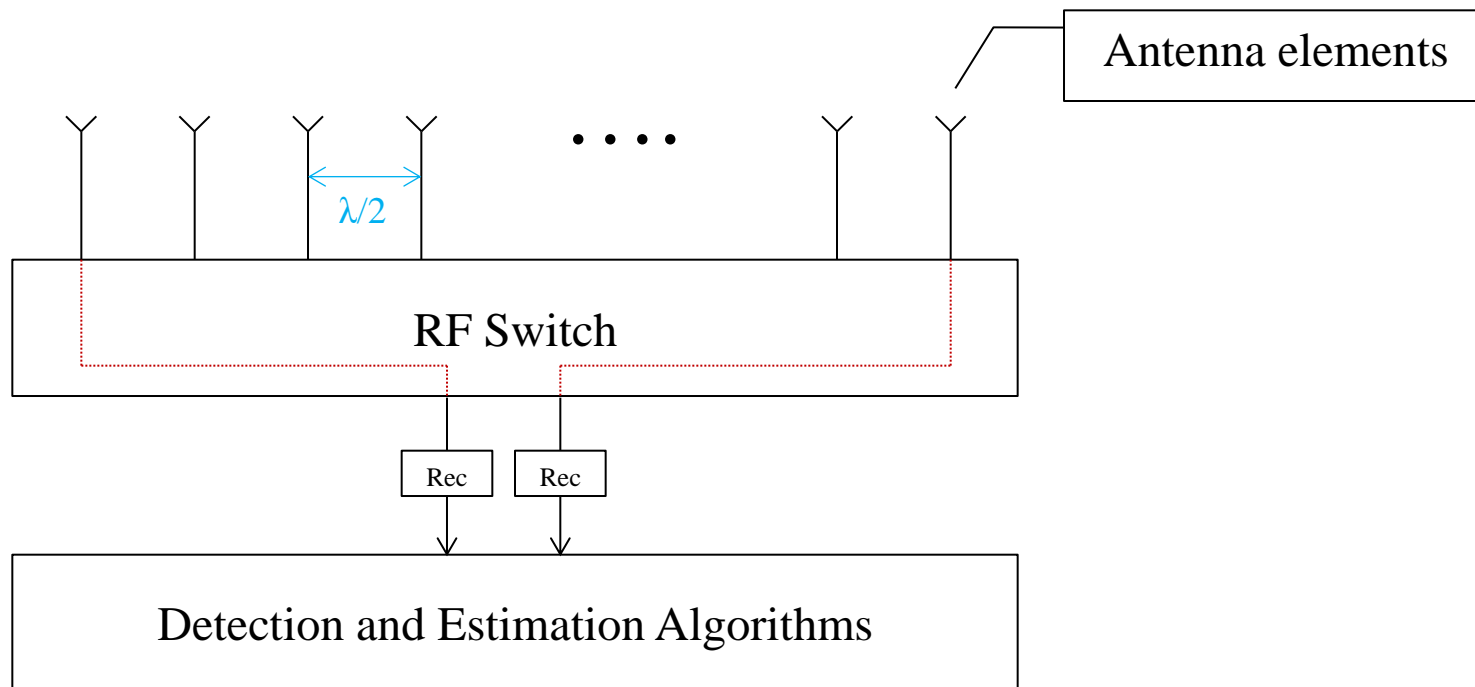 Antenna elements
λ/2
RF Switch
Rec
Rec
Detection and Estimation Algorithms